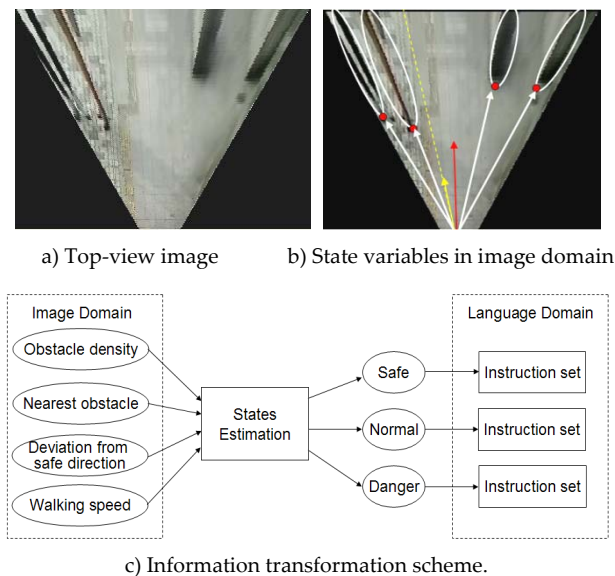 a) Top-view image
b) State variables in image domain
Image Domain
Language Domain
Obstacle density
Nearest obstacle
Deviation from
safe direction
Walking speed
States
Estimation
Safe
Normal
Danger
Instruction set
Instruction set
Instruction set
c) Information transformation scheme.